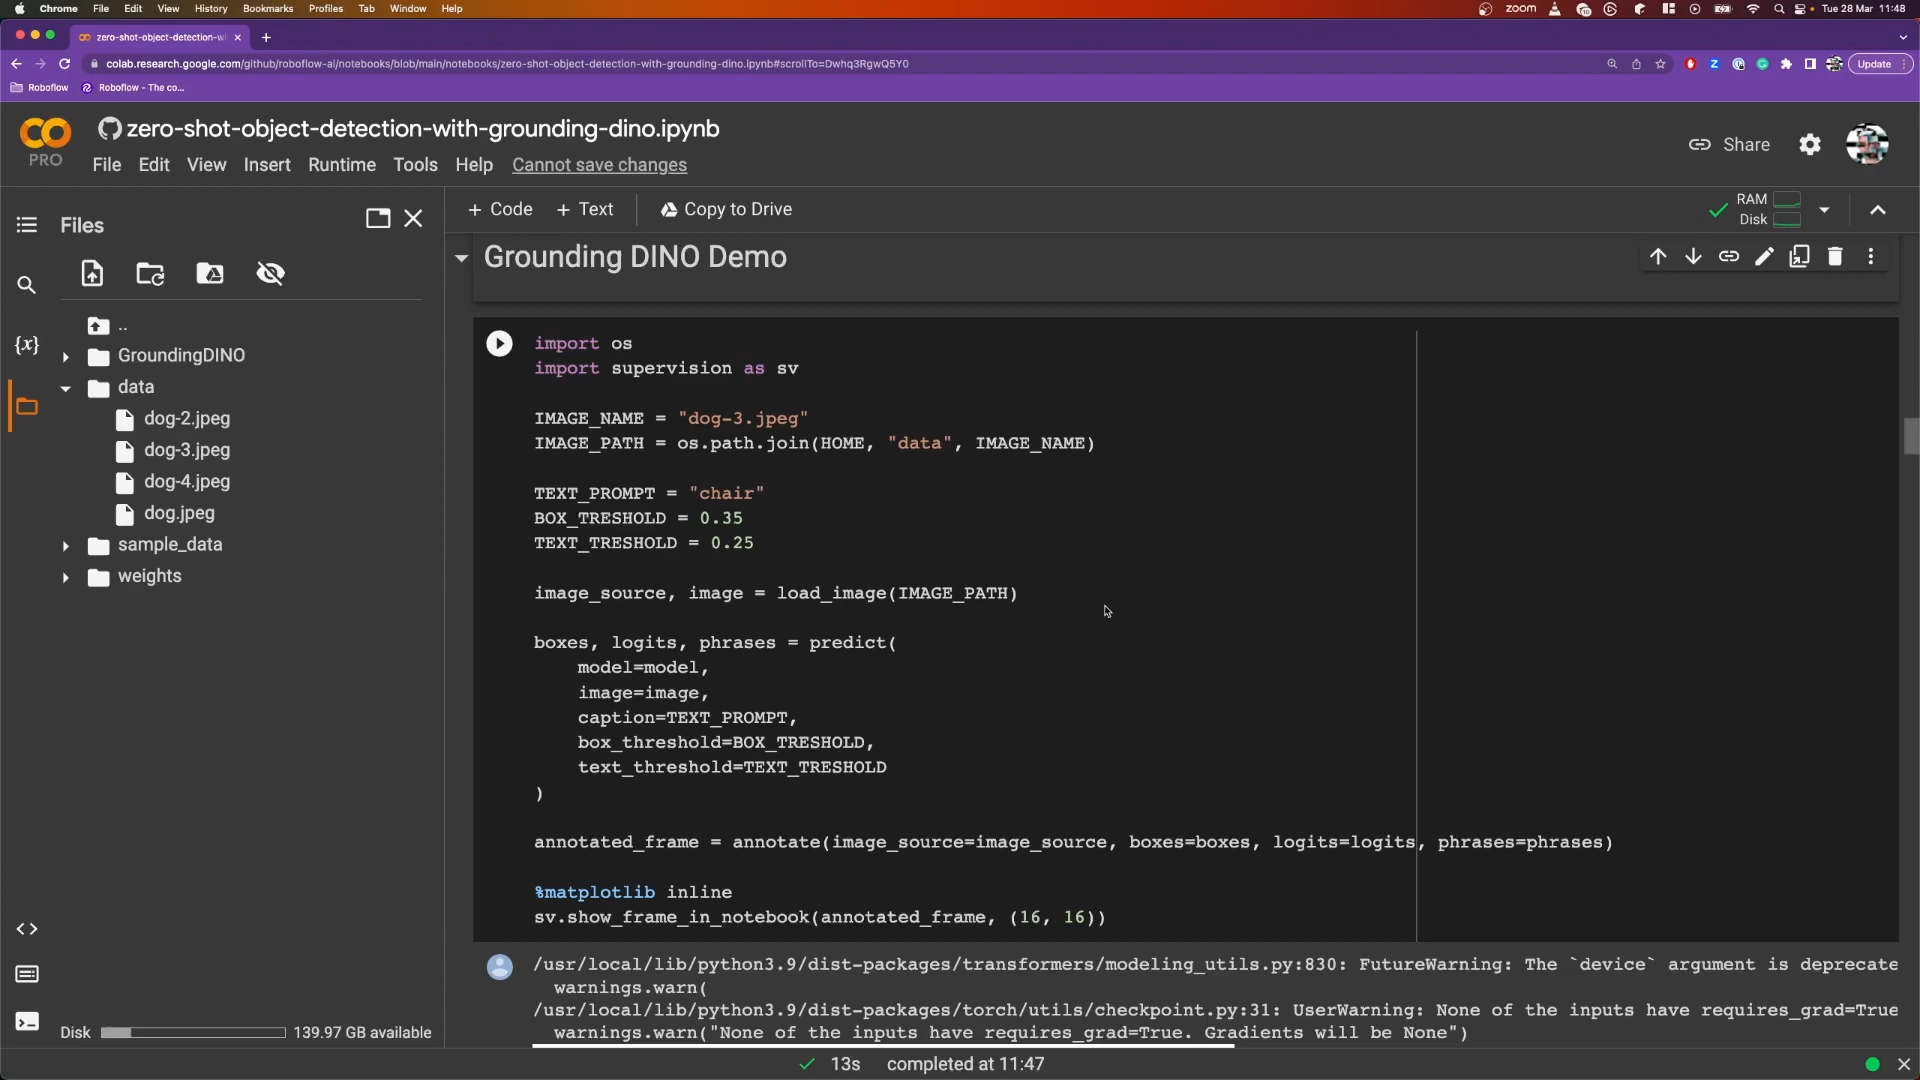 Chrome File Edit View History Bookmarks Profiles Tab Window Help
zoom
Tue 28 Mar 11:48
zero-shot-object-detection-wi
colab.research.google.com/github/roboflow-ai/notebooks/blob/main/notebooks/zero-shot-object-detection-with-grounding-dino.ipynb#scrollTo=Dwhq3RgwQ5Y0
Update
Roboflow
Roboflow - The co...
PRO
zero-shot-object-detection-with-grounding-dino.ipynb
File Edit View Insert Runtime Tools Help Cannot save changes
Share
Files
+ Code + Text Copy to Drive
RAM
Disk
..
GroundingDINO
data
dog-2.jpeg
dog-3.jpeg
dog-4.jpeg
dog.jpeg
sample_data
weights
{x}
Disk 139.97 GB available
Grounding DINO Demo
import os
import supervision as sv
IMAGE_NAME = "dog-3.jpeg"
IMAGE_PATH = os.path.join(HOME, "data", IMAGE_NAME)
TEXT_PROMPT = "chair"
BOX_TRESHOLD = 0.35
TEXT_TRESHOLD = 0.25
image_source, image = load_image(IMAGE_PATH)
boxes, logits, phrases = predict(
model=model,
image=image,
caption=TEXT_PROMPT,
box_threshold=BOX_TRESHOLD,
text_threshold=TEXT_TRESHOLD
)
annotated_frame = annotate(image_source=image_source, boxes=boxes, logits=logits, phrases=phrases)
%matplotlib inline
sv.show_frame_in_notebook(annotated_frame, (16, 16))
/usr/local/lib/python3.9/dist-packages/transformers/modeling_utils.py:830: FutureWarning: The `device` argument is deprecate
warnings.warn(
/usr/local/lib/python3.9/dist-packages/torch/utils/checkpoint.py:31: UserWarning: None of the inputs have requires_grad=True
warnings.warn("None of the inputs have requires_grad=True. Gradients will be None")
13s completed at 11:47